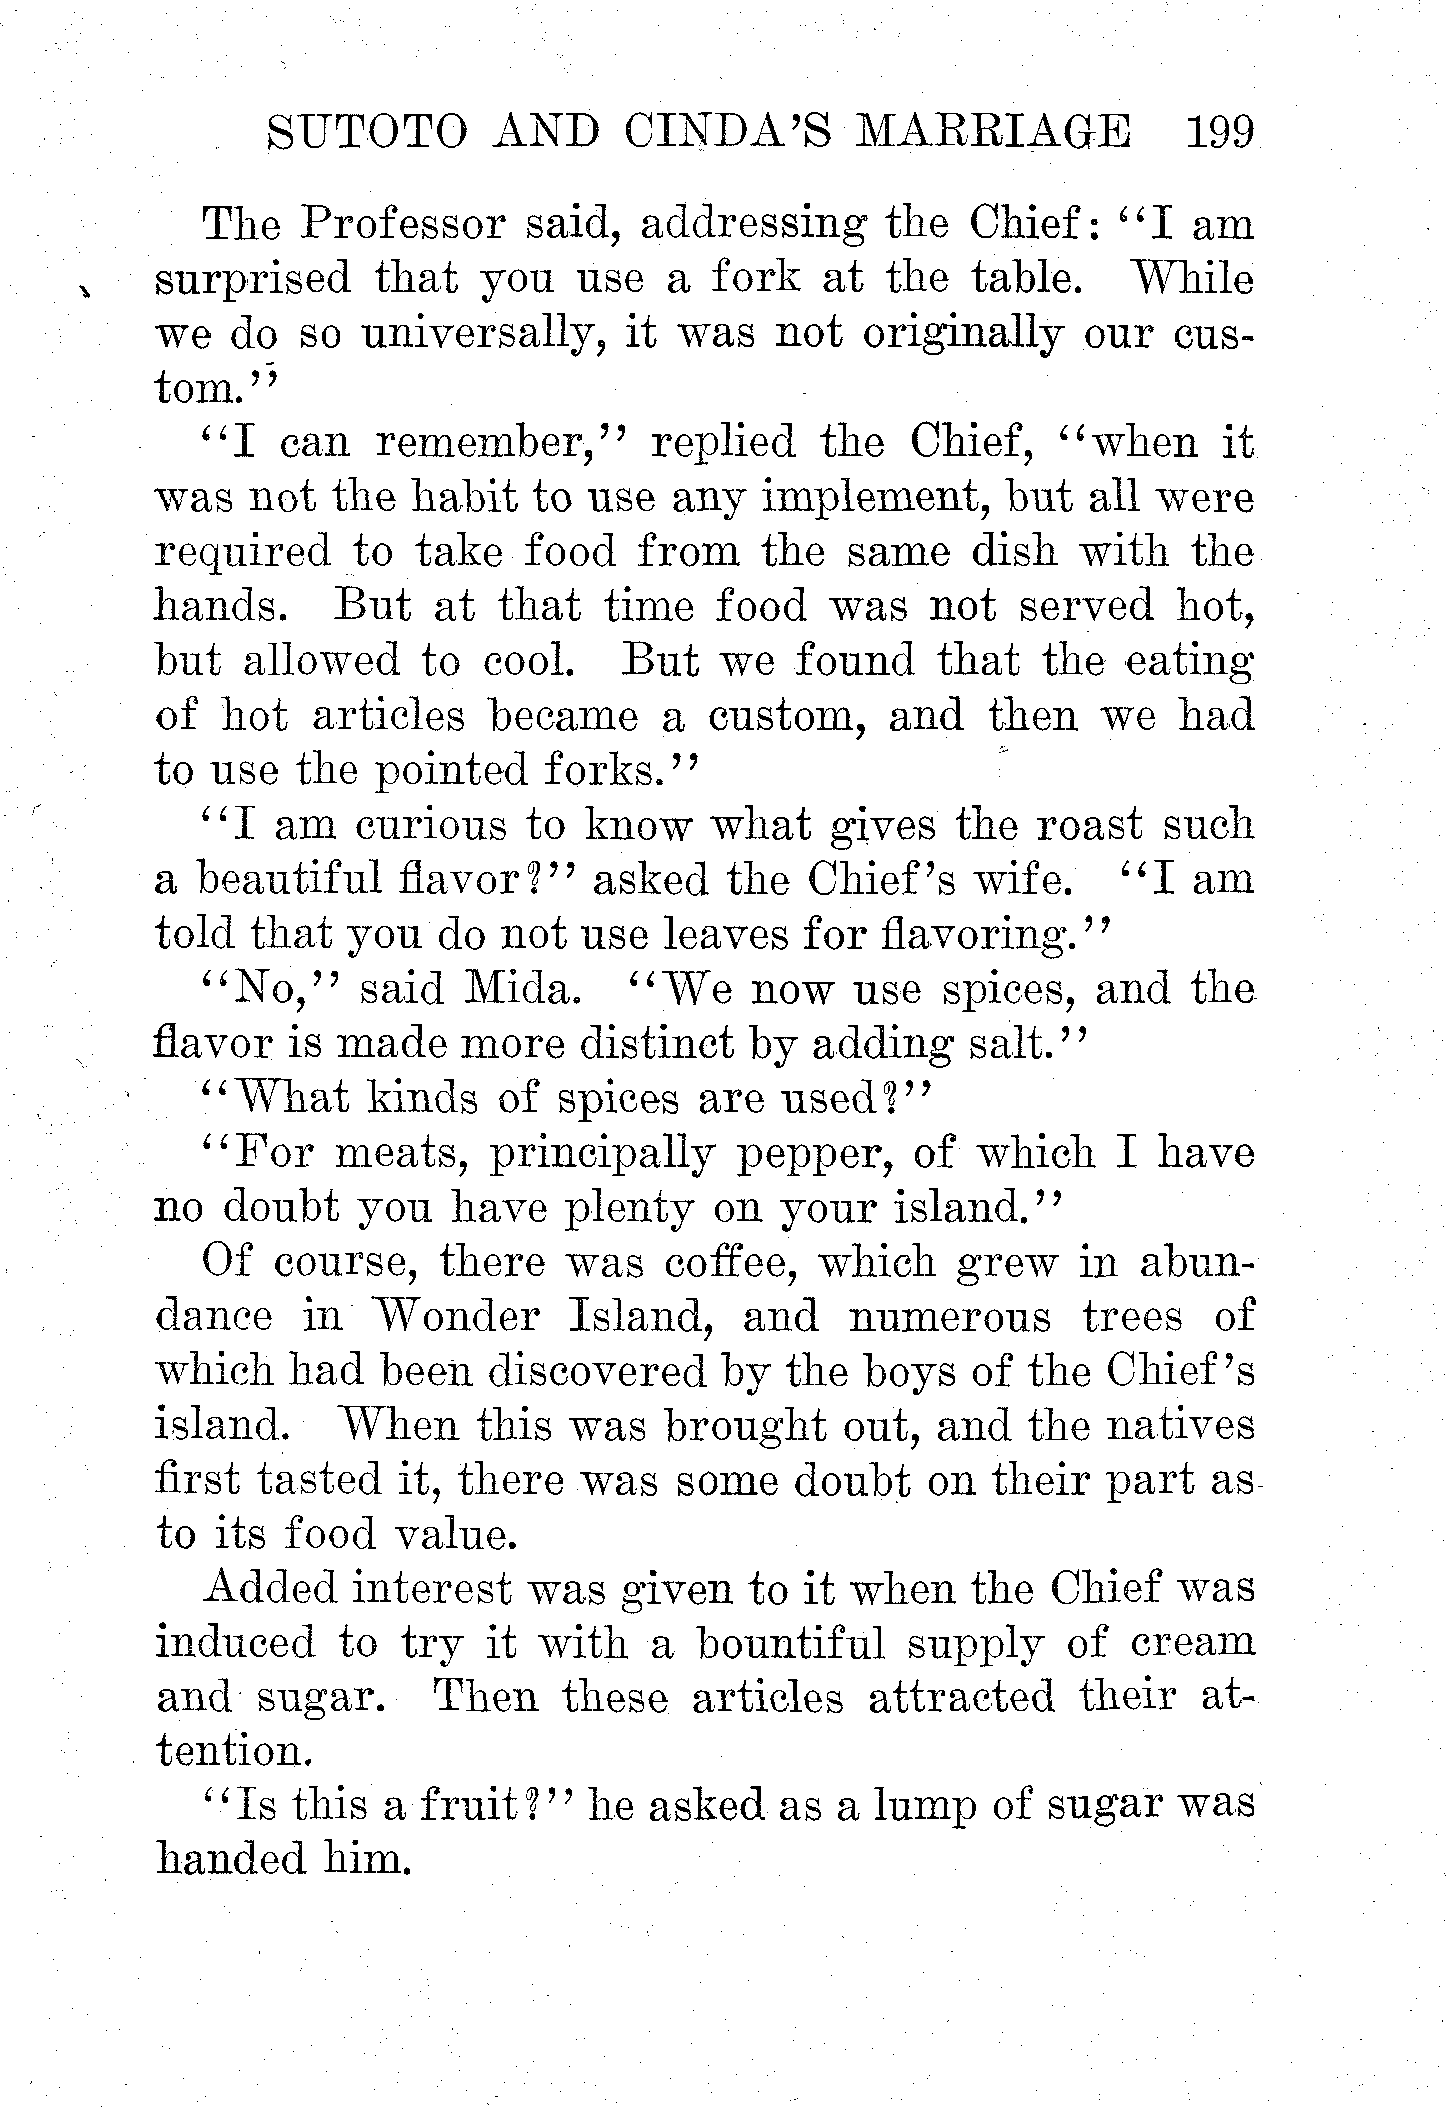 SUTOTO AND CINDA'S MARRIAGE 199
The Professor said, addressing the Chief: "I am
surprised that you use a fork at the table. While
we do so universally, it was not originally our cus-
tom."
"I can remember," replied the Chief, "when it
was not the habit to use any implement, but all were
required to take food from the same dish with the
hands. But at that time food was not served hot,
but allowed to cool. But we found that the eating
of hot articles became a custom, and then we had
to use the pointed forks."
"I am curious to know what gives the roast such
a beautiful flavor?" asked the Chief's wife. "I am
told that you do not use leaves for flavoring."
"No," said Mida. "We now use spices, and the
flavor is made more distinct by adding salt."
"What kinds of spices are used?"
"For meats, principally pepper, of which I have
no doubt you have plenty on your island."
Of course, there was coffee, which grew in abun-
dance in Wonder Island, and numerous trees of
which had been discovered by the boys of the Chief's
island. When this was brought out, and the natives
first tasted it, there was some doubt on their part as
to its food value.
Added interest was given to it when the Chief was
induced to try it with a bountiful supply of cream
and sugar. Then these articles attracted their at-
tention.
"Is this a fruit?" he asked as a lump of sugar was
handed him.